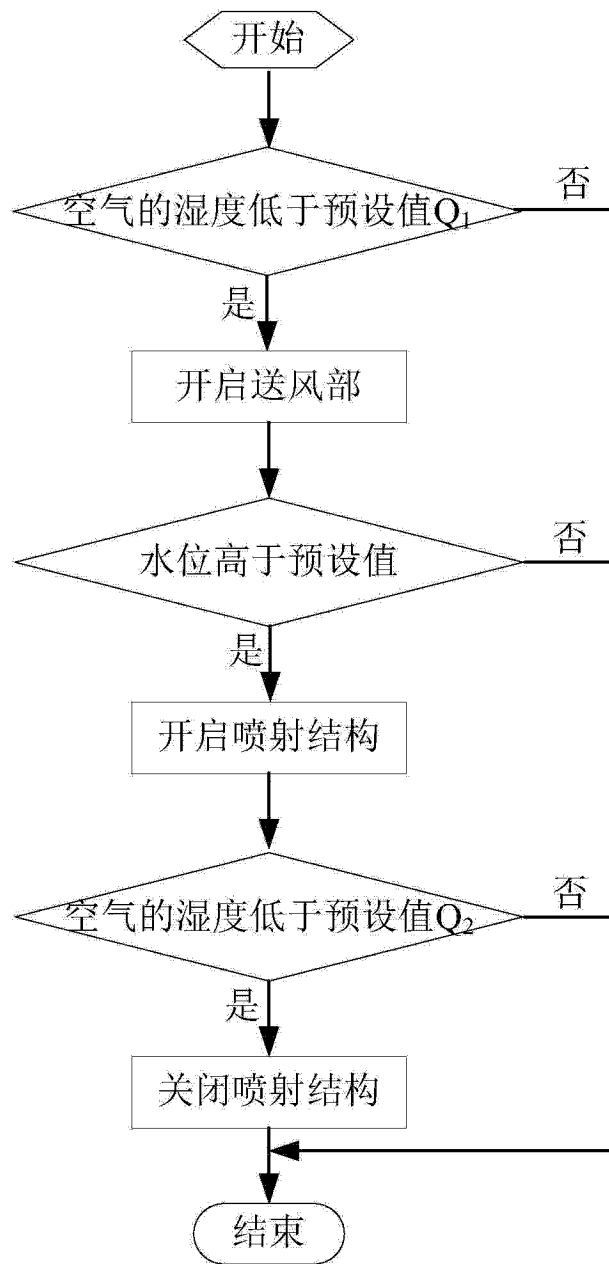 开始
空气的湿度低于预设值Q₁
否
是
开启送风部
水位高于预设值
否
是
开启喷射结构
空气的湿度低于预设值Q₂
否
是
关闭喷射结构
结束